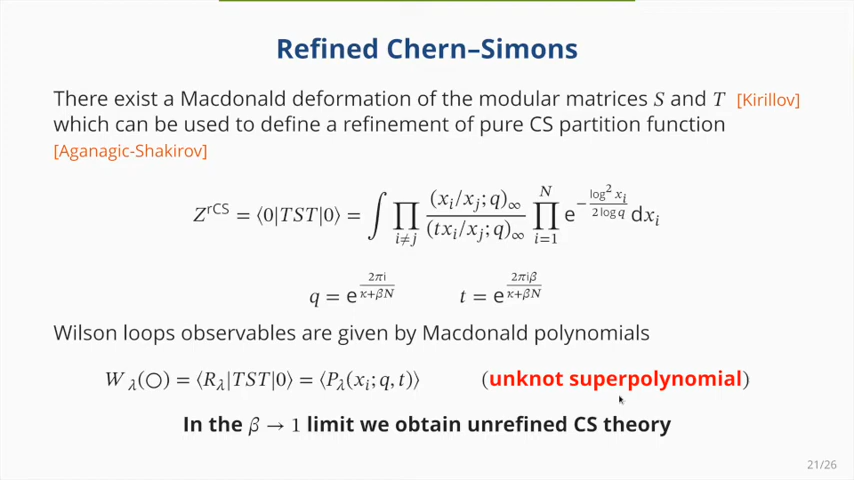 Refined Chern–Simons
There exist a Macdonald deformation of the modular matrices S and T [Kirillov]
which can be used to define a refinement of pure CS partition function
[Aganagic-Shakirov]
Z^{rCS} = ⟨0|TST|0⟩ = ∫ ∏_{i≠j} (x_i/x_j; q)_∞ / (tx_i/x_j; q)_∞ ∏_{i=1}^{N} e^{−log² x_i / 2 log q} dx_i
q = e^{2πi / κ+βN} t = e^{2πiβ / κ+βN}
Wilson loops observables are given by Macdonald polynomials
W_λ(○) = ⟨R_λ|TST|0⟩ = ⟨P_λ(x_i; q, t)⟩ (unknot superpolynomial)
In the β → 1 limit we obtain unrefined CS theory
21/26